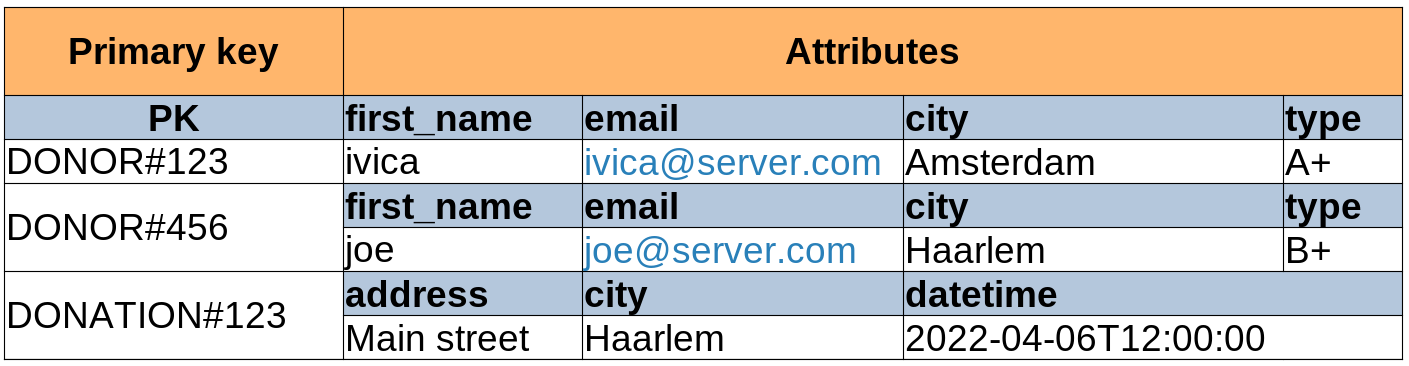 Primary key Attributes
PK first_name email city type
DONOR#123 ivica ivica@server.com Amsterdam A+
DONOR#456
first_name email city type
joe joe@server.com Haarlem B+
DONATION#123
address city datetime
Main street Haarlem 2022-04-06T12:00:00